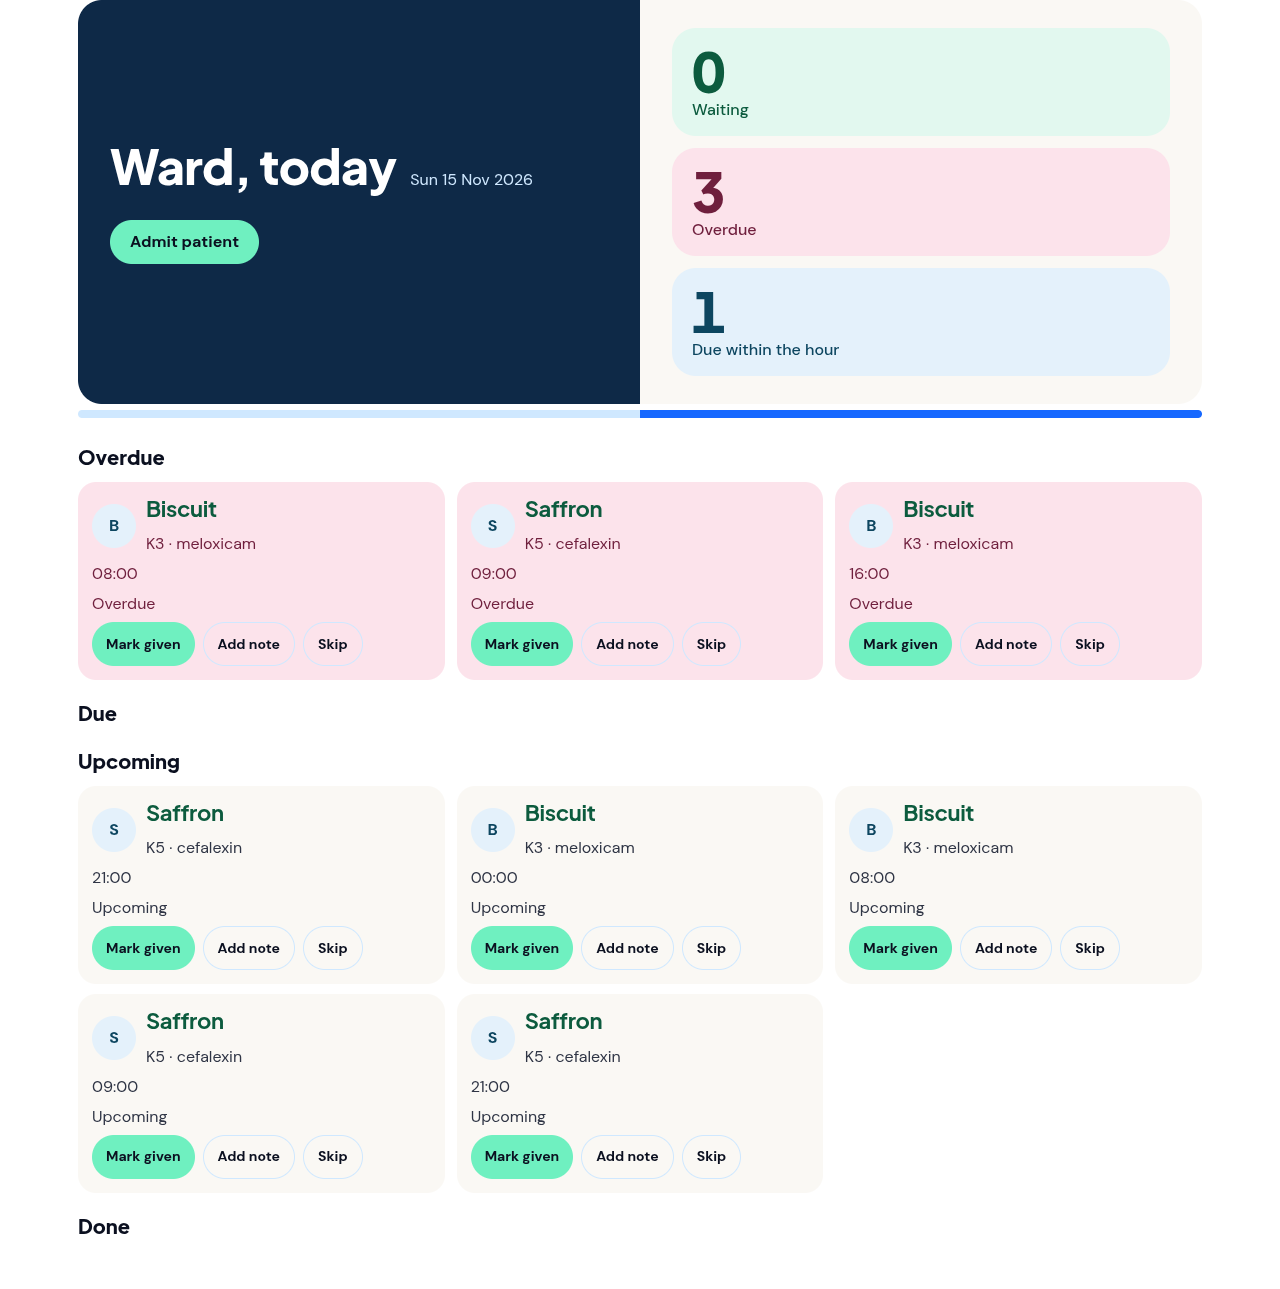 Ward, today Sun 15 Nov 2026
Admit patient
0
Waiting
3
Overdue
1
Due within the hour
Overdue
B
Biscuit
K3 · meloxicam
08:00
Overdue
Mark given Add note Skip
S
Saffron
K5 · cefalexin
09:00
Overdue
Mark given Add note Skip
B
Biscuit
K3 · meloxicam
16:00
Overdue
Mark given Add note Skip
Due
Upcoming
S
Saffron
K5 · cefalexin
21:00
Upcoming
Mark given Add note Skip
B
Biscuit
K3 · meloxicam
00:00
Upcoming
Mark given Add note Skip
B
Biscuit
K3 · meloxicam
08:00
Upcoming
Mark given Add note Skip
S
Saffron
K5 · cefalexin
09:00
Upcoming
Mark given Add note Skip
S
Saffron
K5 · cefalexin
21:00
Upcoming
Mark given Add note Skip
Done